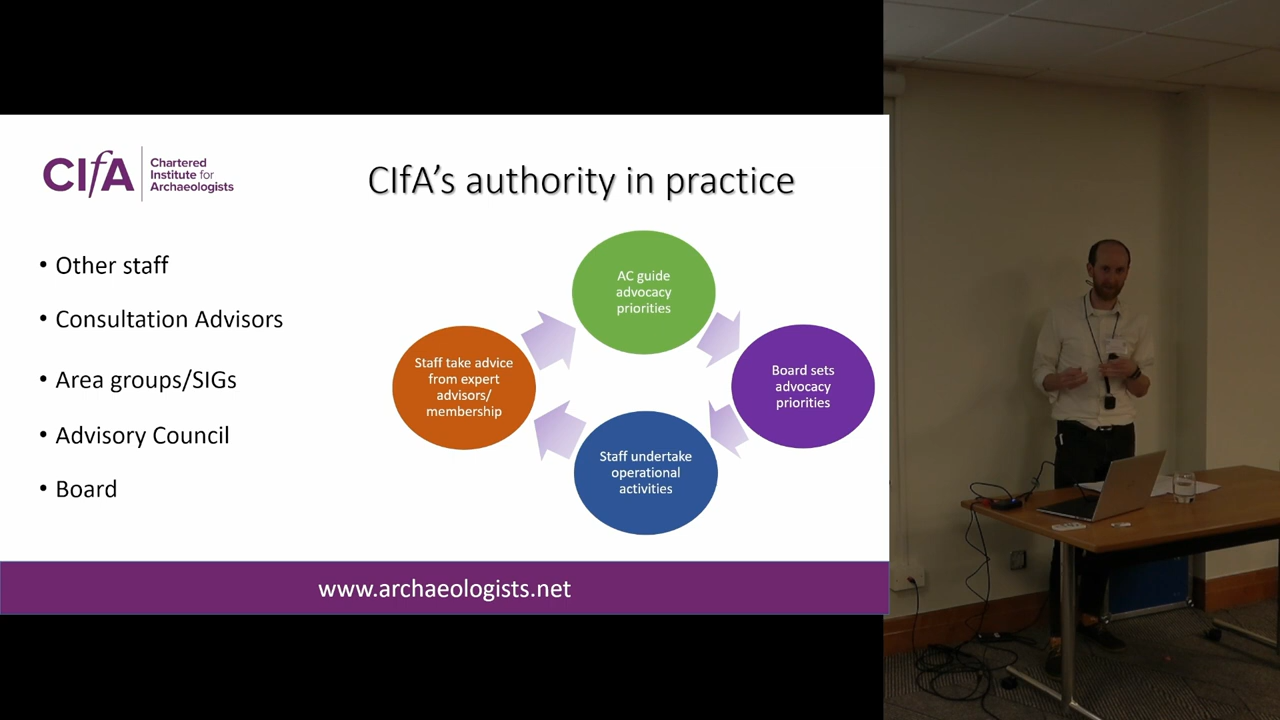 CIfA
Chartered
Institute for
Archaeologists
CIfA's authority in practice
• Other staff
• Consultation Advisors
• Area groups/SIGs
• Advisory Council
• Board
AC guide
advocacy
priorities
Board sets
advocacy
priorities
Staff undertake
operational
activities
Staff take advice
from expert
advisors/
membership
www.archaeologists.net